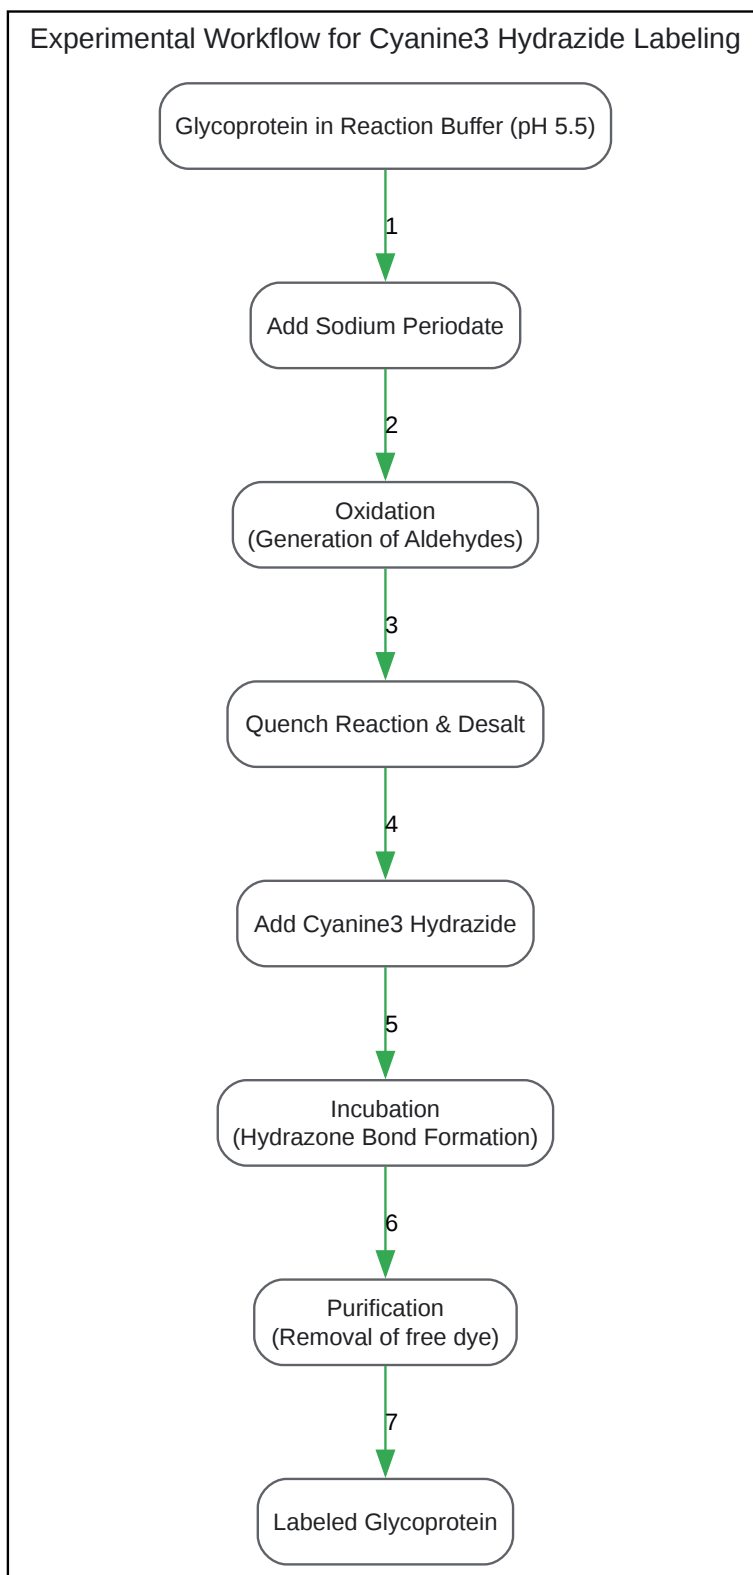 Experimental Workflow for Cyanine3 Hydrazide Labeling
Glycoprotein in Reaction Buffer (pH 5.5)
1
Add Sodium Periodate
2
Oxidation
(Generation of Aldehydes)
3
Quench Reaction & Desalt
4
Add Cyanine3 Hydrazide
5
Incubation
(Hydrazone Bond Formation)
6
Purification
(Removal of free dye)
7
Labeled Glycoprotein